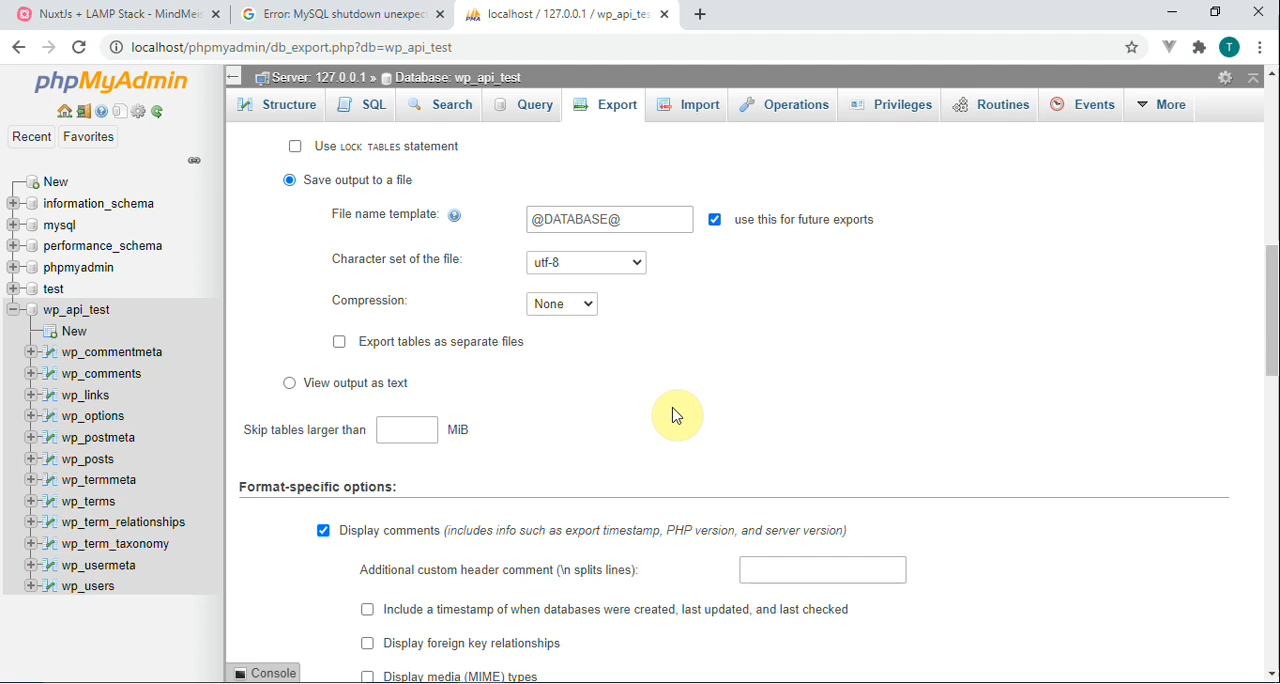 NuxtJs + LAMP Stack - MindMeis
Error: MySQL shutdown unexpec
localhost / 127.0.0.1 / wp_api_tes
localhost/phpmyadmin/db_export.php?db=wp_api_test
T
phpMyAdmin
Server: 127.0.0.1 » Database: wp_api_test
Structure SQL Search Query Export Import Operations Privileges Routines Events More
Recent Favorites
New
information_schema
mysql
performance_schema
phpmyadmin
test
wp_api_test
New
wp_commentmeta
wp_comments
wp_links
wp_options
wp_postmeta
wp_posts
wp_termmeta
wp_terms
wp_term_relationships
wp_term_taxonomy
wp_usermeta
wp_users
Use LOCK TABLES statement
Save output to a file
File name template: @DATABASE@ use this for future exports
Character set of the file: utf-8
Compression: None
Export tables as separate files
View output as text
Skip tables larger than MiB
Format-specific options:
Display comments (includes info such as export timestamp, PHP version, and server version)
Additional custom header comment (\n splits lines):
Include a timestamp of when databases were created, last updated, and last checked
Display foreign key relationships
Display media (MIME) types
Console